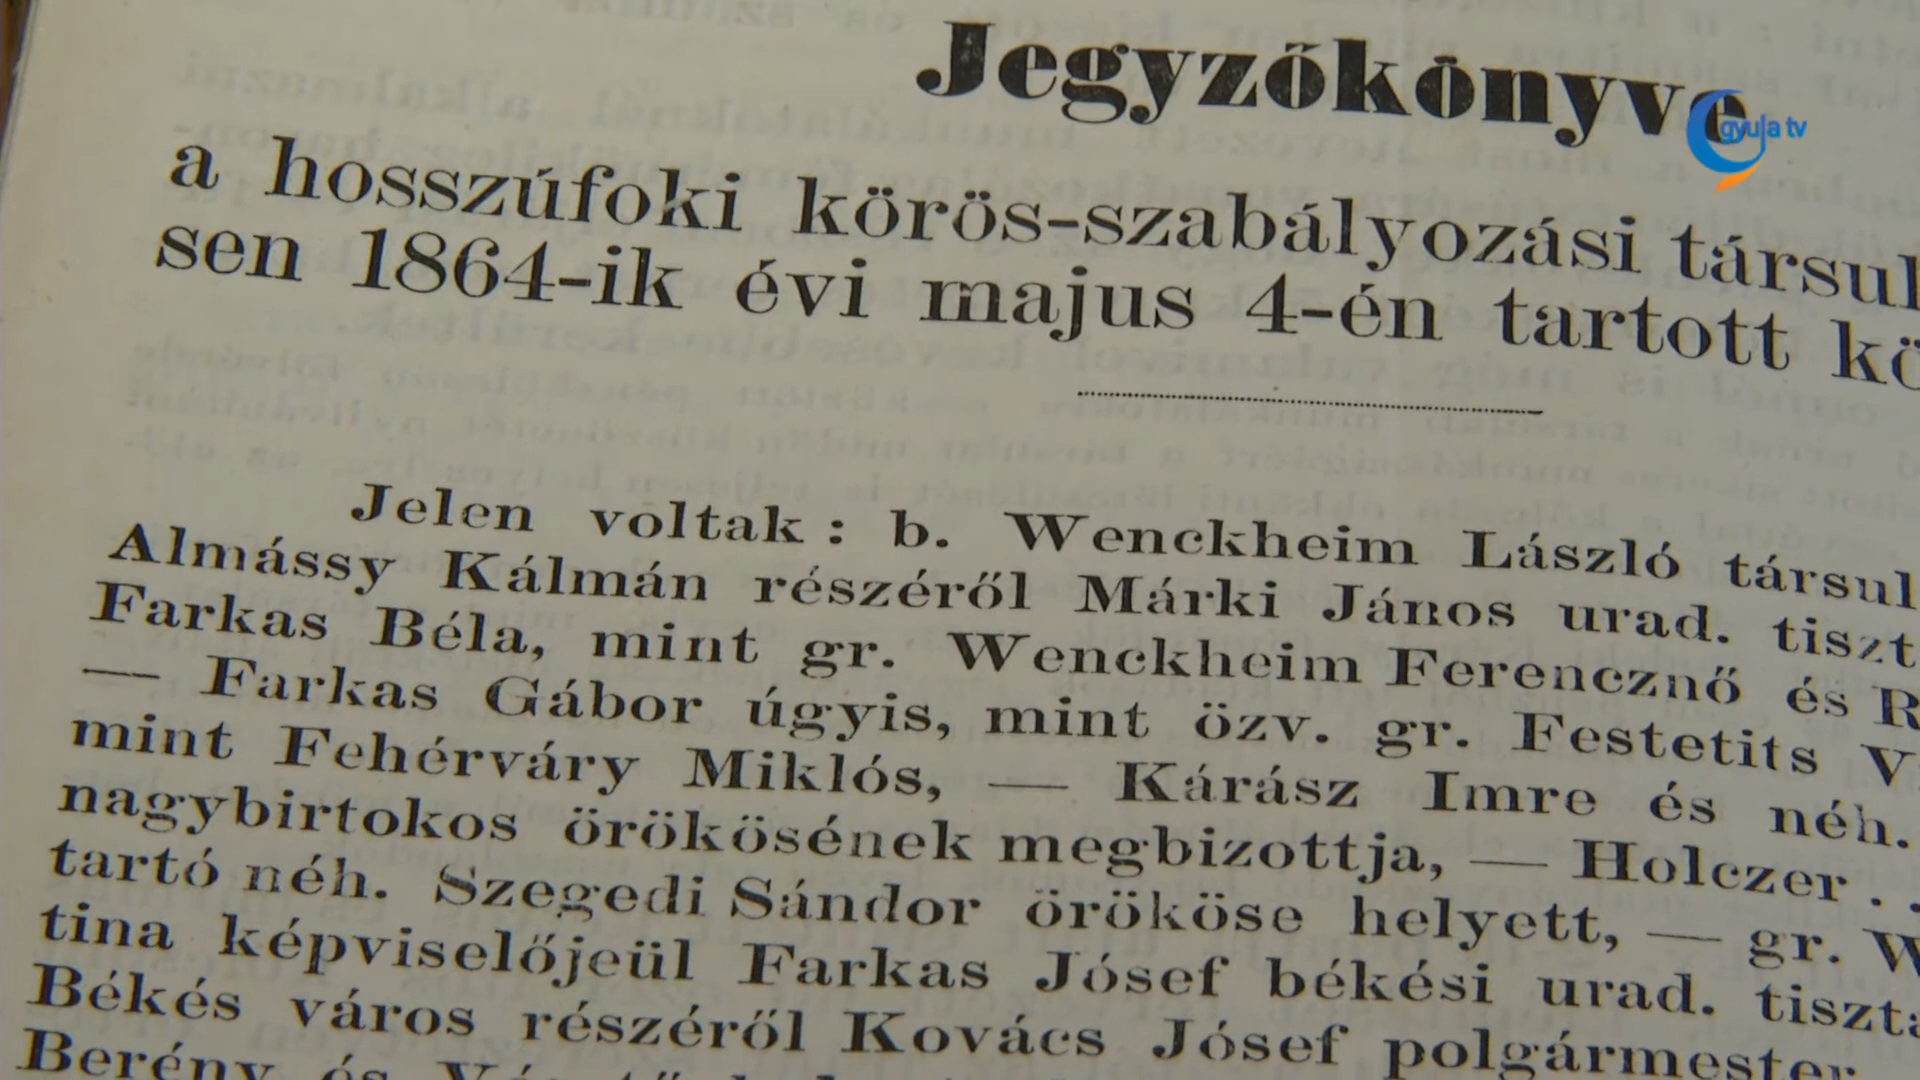 Jegyzőkönyve
gyula tv
a hosszúfoki körös-szabályozási társul
sen 1864-ik évi majus 4-én tartott kö
Jelen voltak : b. Wenckheim László társul
Almássy Kálmán részéről Márki János urad. tiszt
Farkas Béla, mint gr. Wenckheim Ferencznő és R
— Farkas Gábor úgyis, mint özv. gr. Festetits V
mint Fehérváry Miklós, — Kárász Imre és néh.
nagybirtokos örökösének megbizottja, — Holczer . .
tartó néh. Szegedi Sándor örököse helyett, — gr. W
tina képviselőjeül Farkas Jósef békési urad. tiszta
Békés város részéről Kovács Jósef polgármester
Berény és